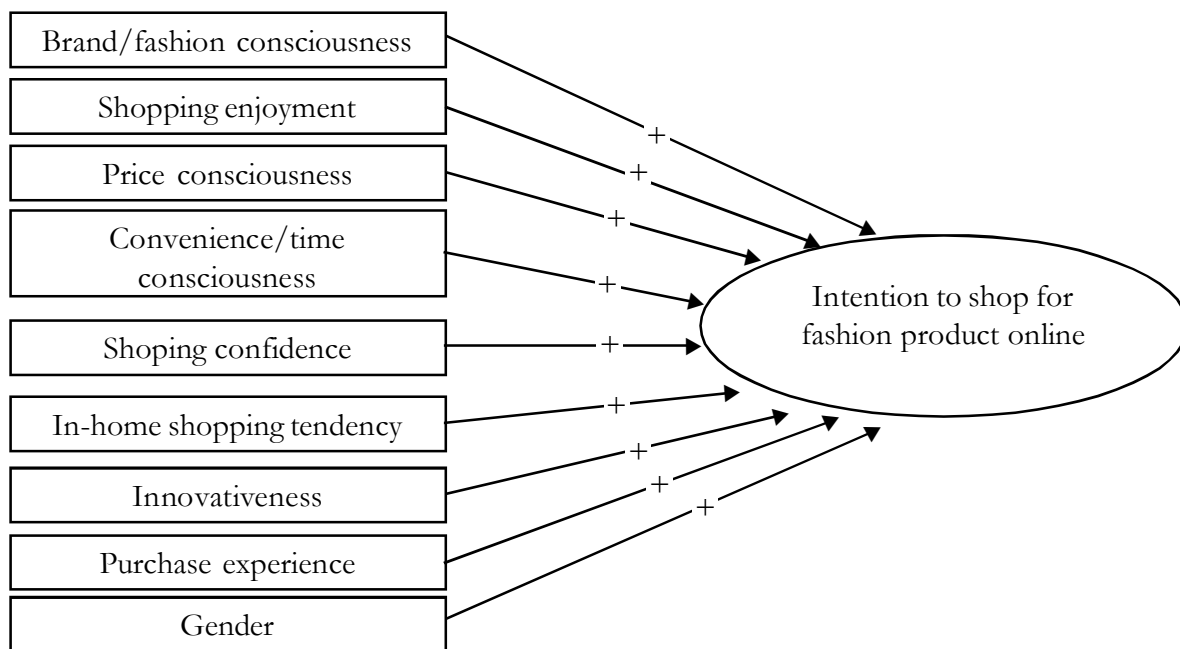 Brand/fashion consciousness
+
Shopping enjoyment
+
Price consciousness
+
Convenience/time
consciousness
+
Intention to shop for
fashion product online
Shoping confidence
+
In-home shopping tendency
+
Innovativeness
+
Purchase experience
+
Gender
+